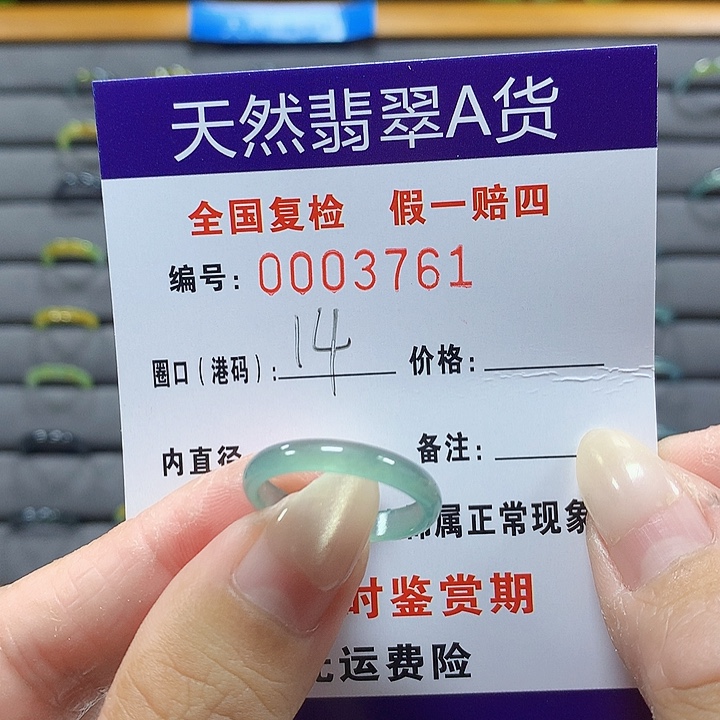 天然翡翠A货
全国复检 假一赔四
编号: 0003761
圈口(港码): 14 价格:
内直径 备注:
属正常现象
时鉴赏期
运费险